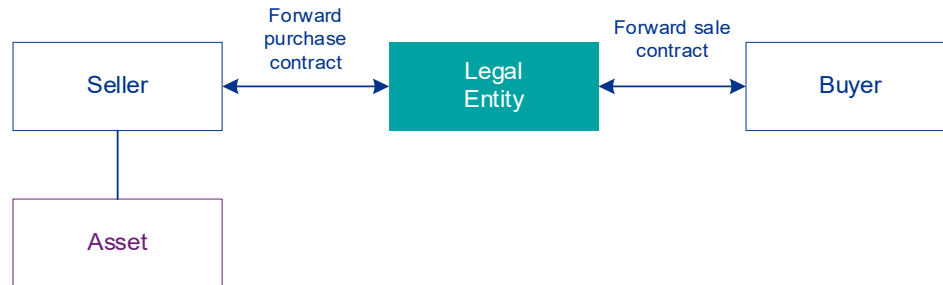 Forward
purchase
contract
Forward sale
contract
Seller
Legal
Entity
Buyer
Asset